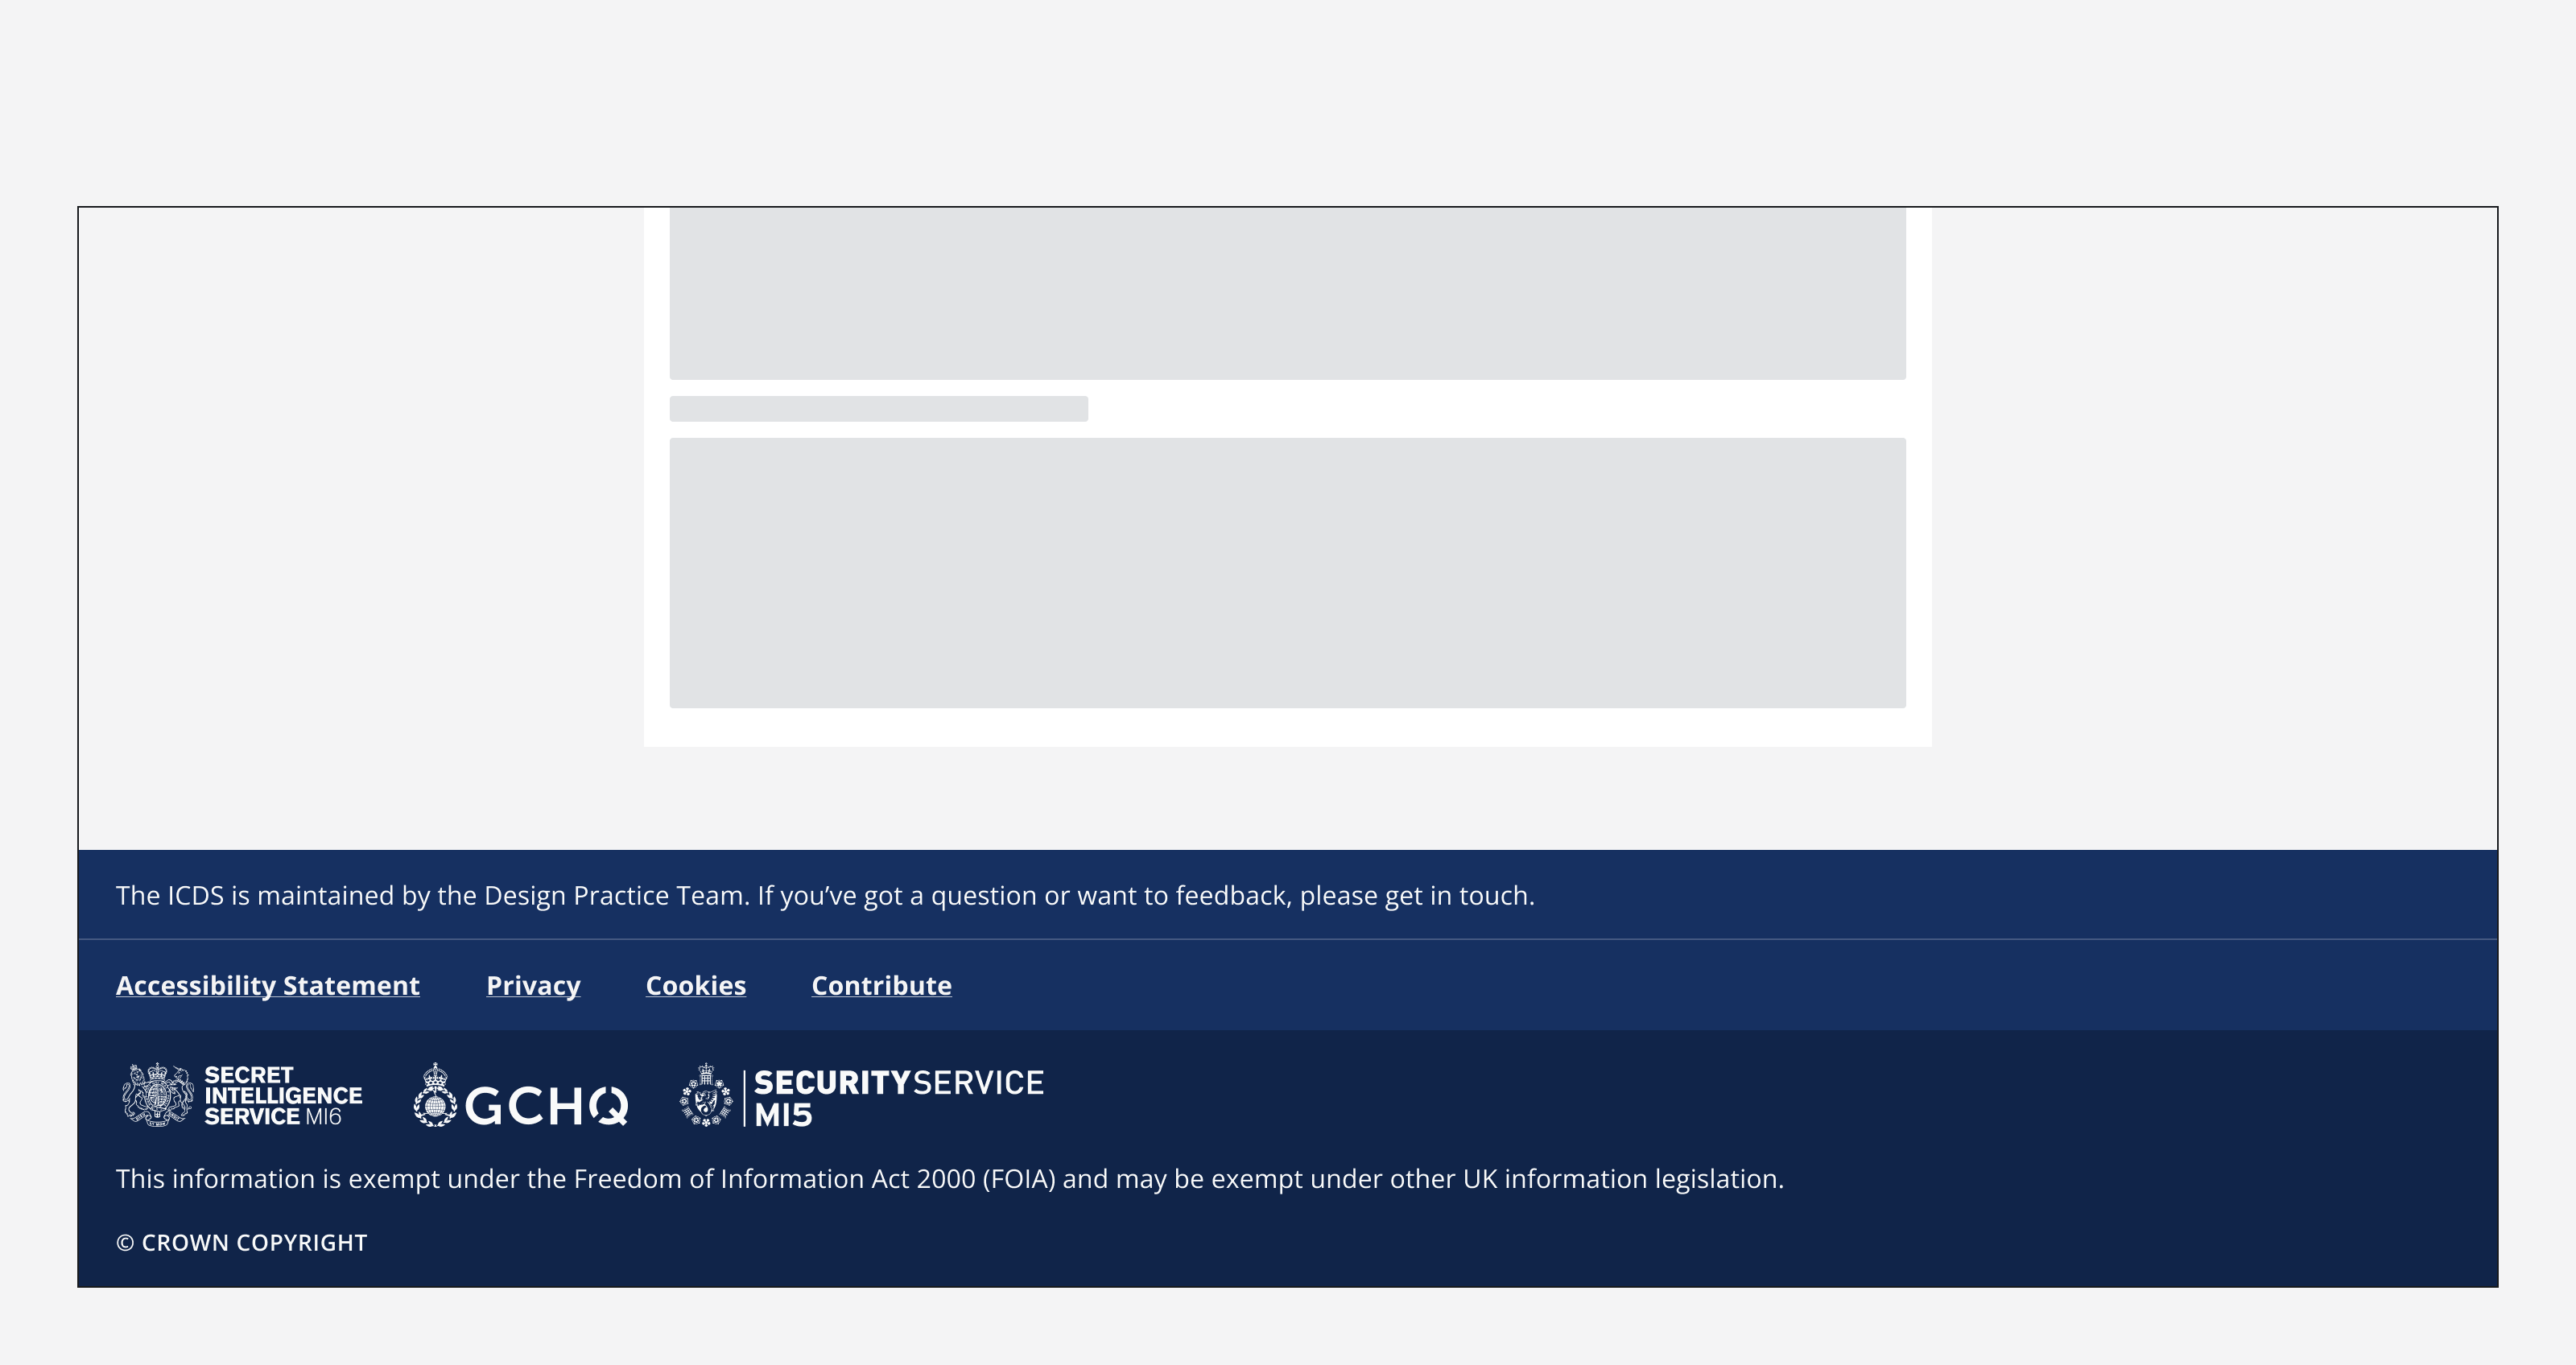 The ICDS is maintained by the Design Practice Team. If you’ve got a question or want to feedback, please get in touch.
Accessibility Statement Privacy Cookies Contribute
SECRET
INTELLIGENCE
SERVICE MI6
GCHQ
SECURITYSERVICE
MI5
This information is exempt under the Freedom of Information Act 2000 (FOIA) and may be exempt under other UK information legislation.
© CROWN COPYRIGHT